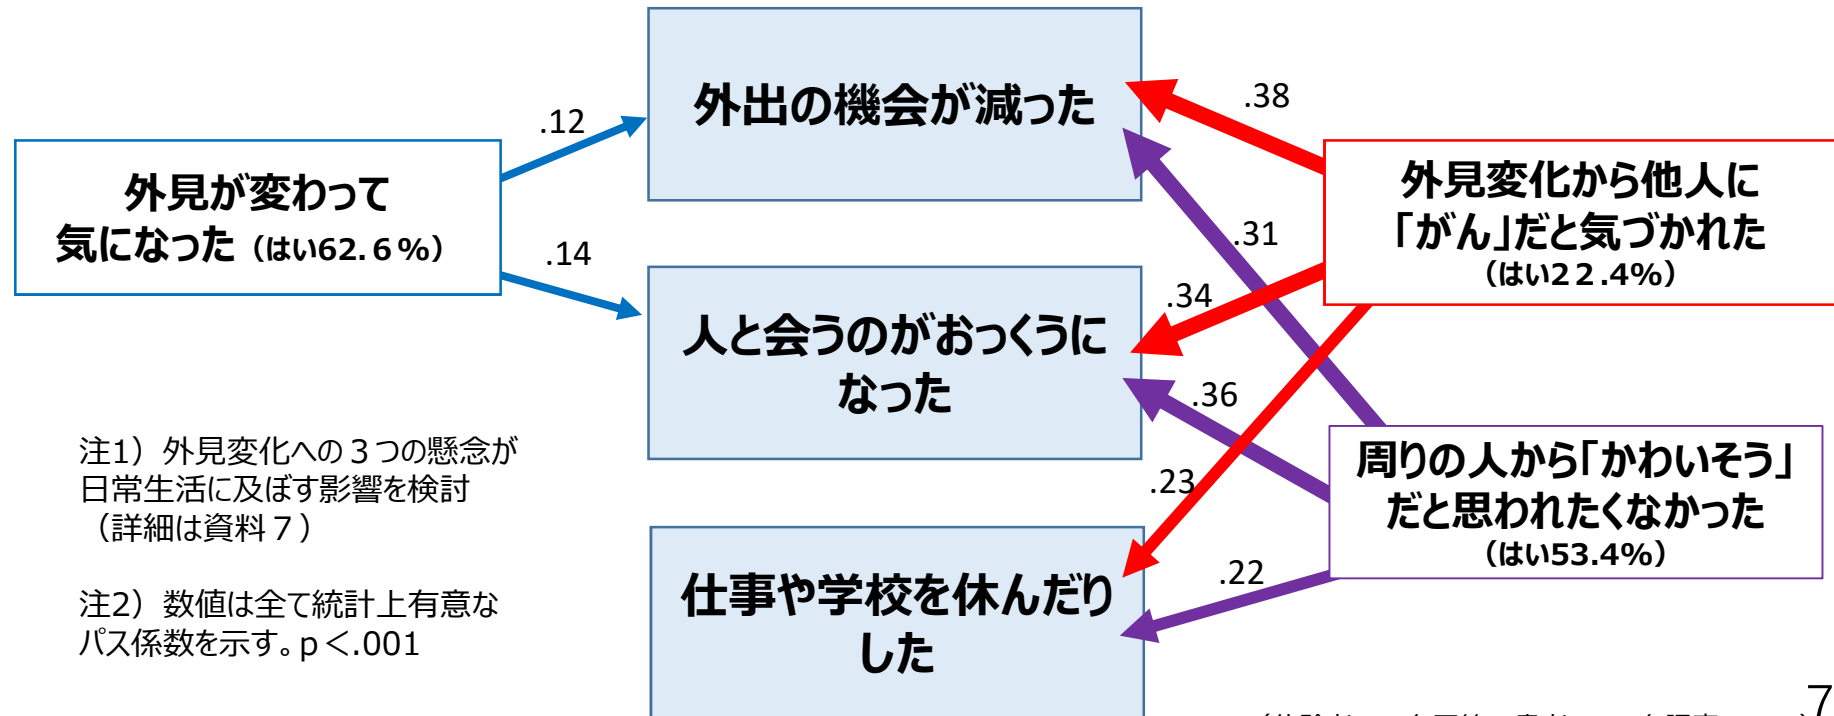 外出の機会が減った
.12
.38
外見が変わって
気になった（はい62.６%）
外見変化から他人に
「がん」だと気づかれた
（はい２２.4%）
.14
.31
.34
人と会うのがおっくうに
なった
.36
注1）外見変化への３つの懸念が
日常生活に及ぼす影響を検討
（詳細は資料７）
周りの人から「かわいそう」
だと思われたくなかった
（はい53.4%）
.23
.22
仕事や学校を休んだり
した
注2）数値は全て統計上有意な
パス係数を示す。p＜.001
7